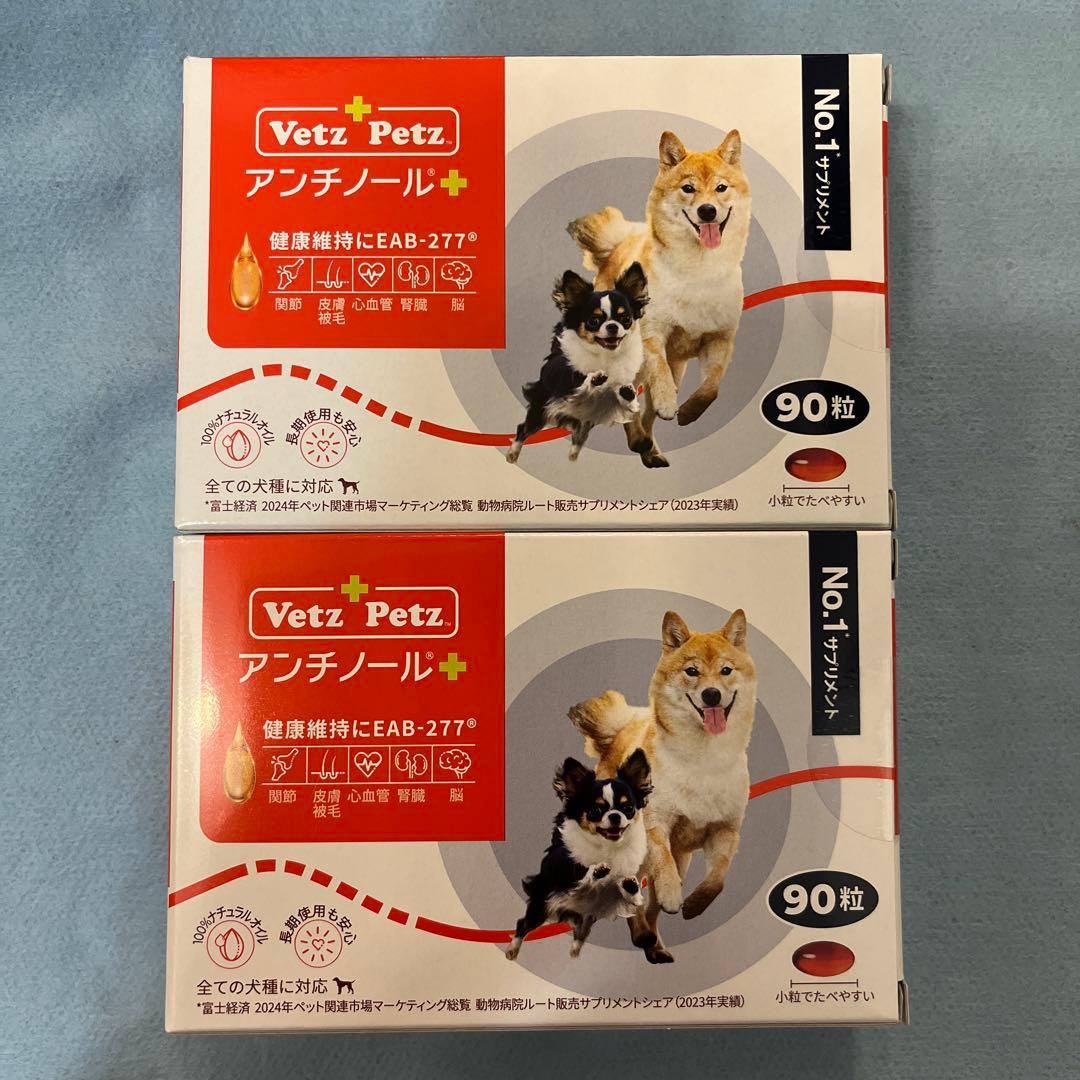 Vetz Petz™
アンチノール®
健康維持にEAB-277®
関節 皮膚被毛 心血管 腎臓 脳
No.1*サプリメント
90粒
小粒でたべやすい
100%ナチュラルオイル
長期使用も安心
全ての犬種に対応
*富士経済 2024年ペット関連市場マーケティング総覧 動物病院ルート販売サプリメントシェア(2023年実績)
Vetz Petz™
アンチノール®
健康維持にEAB-277®
関節 皮膚被毛 心血管 腎臓 脳
No.1*サプリメント
90粒
小粒でたべやすい
100%ナチュラルオイル
長期使用も安心
全ての犬種に対応
*富士経済 2024年ペット関連市場マーケティング総覧 動物病院ルート販売サプリメントシェア(2023年実績)